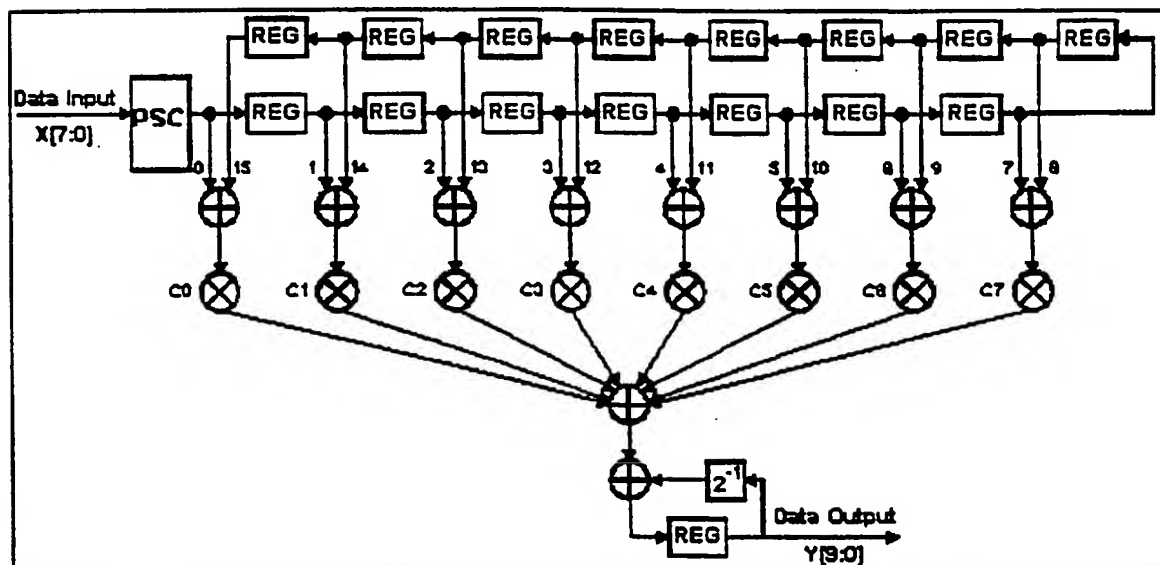 REG REG REG REG REG REG REG REG
Data Input
X[7:0]
PSC
REG REG REG REG REG REG REG
0 15 1 14 2 13 3 12 4 11 5 10 6 9 7 8
C0 C1 C2 C3 C4 C5 C6 C7
2⁻¹
REG
Data Output
Y[9:0]